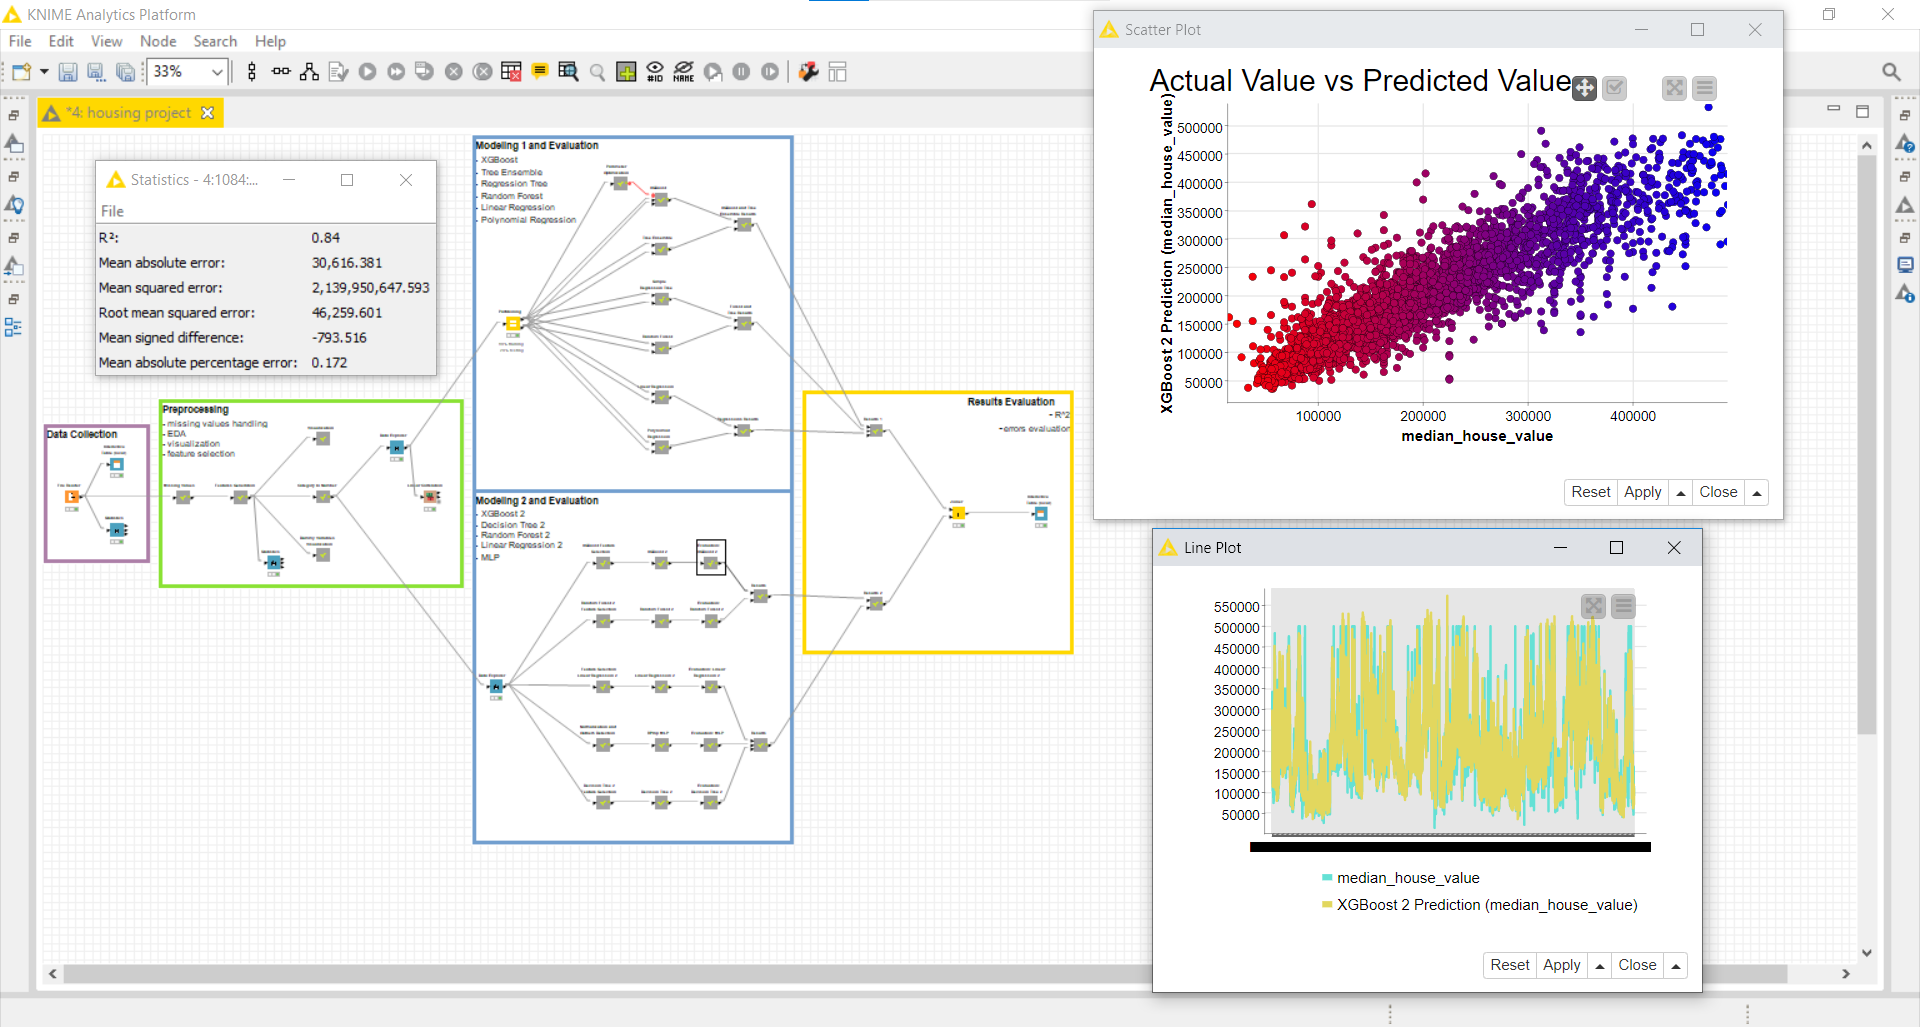 KNIME Analytics Platform
File Edit View Node Search Help
33%
#ID
NAME
*4: housing project
Statistics - 4:1084:...
File
R²: 0.84
Mean absolute error: 30,616.381
Mean squared error: 2,139,950,647.593
Root mean squared error: 46,259.601
Mean signed difference: -793.516
Mean absolute percentage error: 0.172
Data Collection
Preprocessing
- missing values handling
- EDA
- visualization
- feature selection
Modeling 1 and Evaluation
- XGBoost
- Tree Ensemble
- Regression Tree
- Random Forest
- Linear Regression
- Polynomial Regression
Modeling 2 and Evaluation
- XGBoost 2
- Decision Tree 2
- Random Forest 2
- Linear Regression 2
- MLP
Results Evaluation
- R^2
-errors evaluation
Scatter Plot
Actual Value vs Predicted Value
XGBoost 2 Prediction (median_house_value)
500000
450000
400000
350000
300000
250000
200000
150000
100000
50000
100000 200000 300000 400000
median_house_value
Reset Apply Close
Line Plot
550000
500000
450000
400000
350000
300000
250000
200000
150000
100000
50000
median_house_value
XGBoost 2 Prediction (median_house_value)
Reset Apply Close